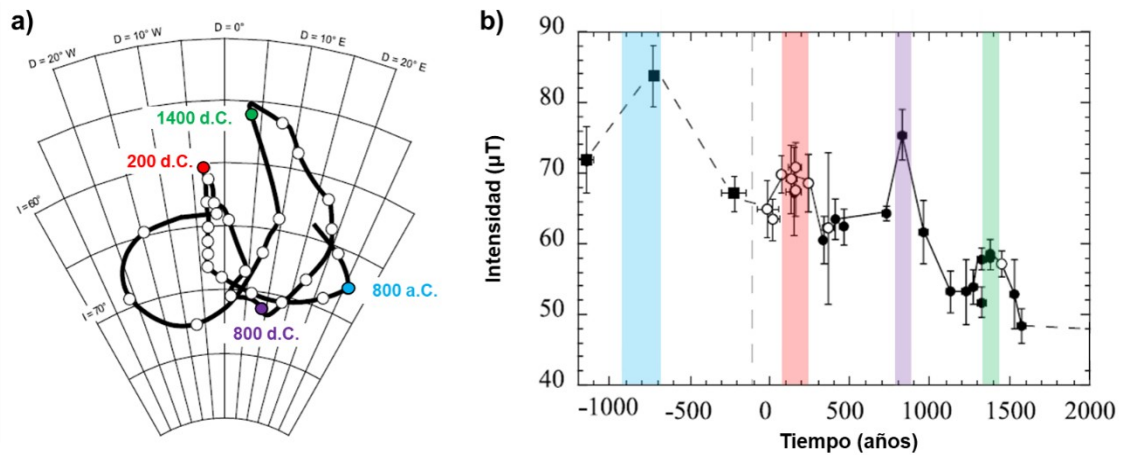 a)
D = 0°
D = 10° W
D = 10° E
D = 20° W
D = 20° E
1400 d.C.
200 d.C.
I = 60°
800 a.C.
I = 70°
800 d.C.
b)
90
80
70
60
50
40
Intensidad (µT)
-1000 -500 0 500 1000 1500 2000
Tiempo (años)